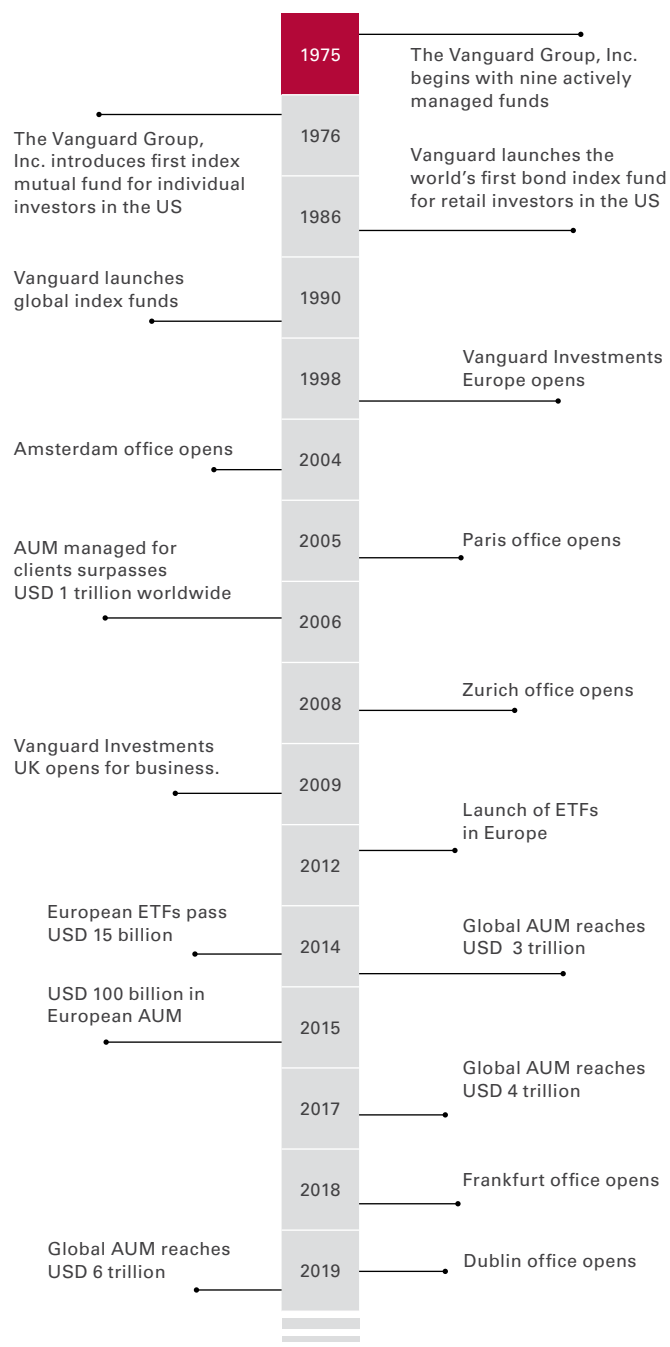 1975
The Vanguard Group, Inc.
begins with nine actively
managed funds
1976
The Vanguard Group,
Inc. introduces first index
mutual fund for individual
investors in the US
1986
Vanguard launches the
world's first bond index fund
for retail investors in the US
1990
Vanguard launches
global index funds
1998
Vanguard Investments
Europe opens
2004
Amsterdam office opens
2005
Paris office opens
2006
AUM managed for
clients surpasses
USD 1 trillion worldwide
2008
Zurich office opens
2009
Vanguard Investments
UK opens for business.
2012
Launch of ETFs
in Europe
2014
European ETFs pass
USD 15 billion
Global AUM reaches
USD 3 trillion
2015
USD 100 billion in
European AUM
2017
Global AUM reaches
USD 4 trillion
2018
Frankfurt office opens
2019
Global AUM reaches
USD 6 trillion
Dublin office opens